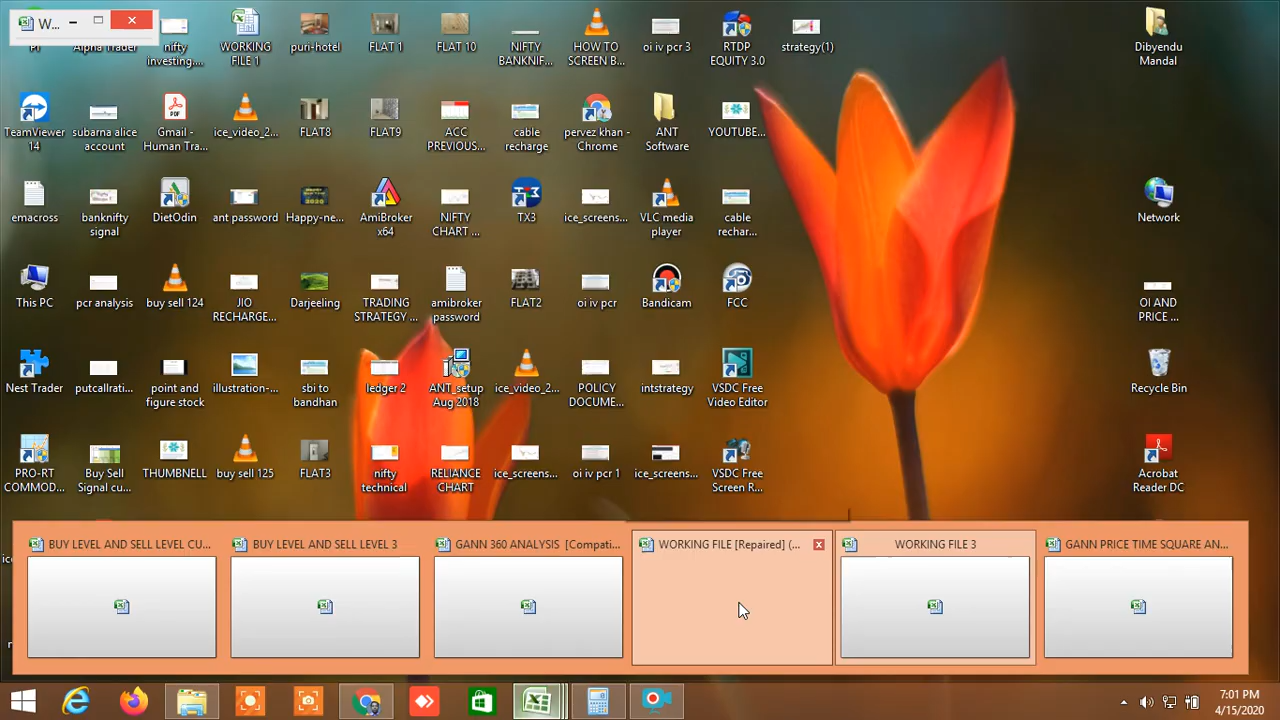 W...
PI
Alpha Trader
nifty
investing....
WORKING
FILE 1
puri-hotel
FLAT 1
FLAT 10
NIFTY
BANKNIF...
HOW TO
SCREEN B...
oi iv pcr 3
RTDP
EQUITY 3.0
strategy(1)
Dibyendu
Mandal
TeamViewer
14
subarna alice
account
Gmail -
Human Tra...
ice_video_2...
FLAT8
FLAT9
ACC
PREVIOUS...
cable
recharge
pervez khan -
Chrome
ANT
Software
YOUTUBE...
emacross
banknifty
signal
DietOdin
ant password
Happy-ne...
AmiBroker
x64
NIFTY
CHART ...
TX3
ice_screens...
VLC media
player
cable
rechar...
Network
This PC
pcr analysis
buy sell 124
JIO
RECHARGE...
Darjeeling
TRADING
STRATEGY ...
amibroker
password
FLAT2
oi iv pcr
Bandicam
FCC
OI AND
PRICE ...
Nest Trader
putcallrati...
point and
figure stock
illustration-...
sbi to
bandhan
ledger 2
ANT_setup
Aug 2018
ice_video_2...
POLICY
DOCUME...
intstrategy
VSDC Free
Video Editor
Recycle Bin
PRO-RT
COMMOD...
Buy Sell
Signal cu...
THUMBNELL
buy sell 125
FLAT3
nifty
technical
RELIANCE
CHART
ice_screens...
oi iv pcr 1
ice_screens...
VSDC Free
Screen R...
Acrobat
Reader DC
BUY LEVEL AND SELL LEVEL CU...
BUY LEVEL AND SELL LEVEL 3
GANN 360 ANALYSIS [Compati...
WORKING FILE [Repaired] (...
WORKING FILE 3
GANN PRICE TIME SQUARE AN...
7:01 PM
4/15/2020